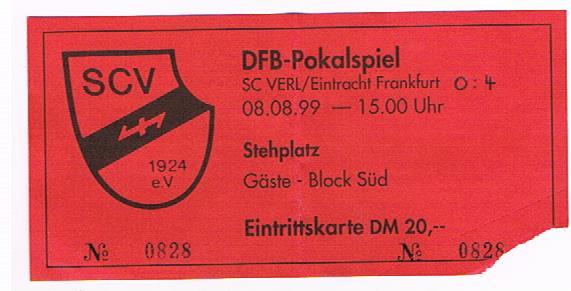 SCV
1924
e.V
DFB-Pokalspiel
SC VERL/Eintracht Frankfurt 0:4
08.08.99 — 15.00 Uhr
Stehplatz
Gäste - Block Süd
Eintrittskarte DM 20,--
№ 0828 № 0828